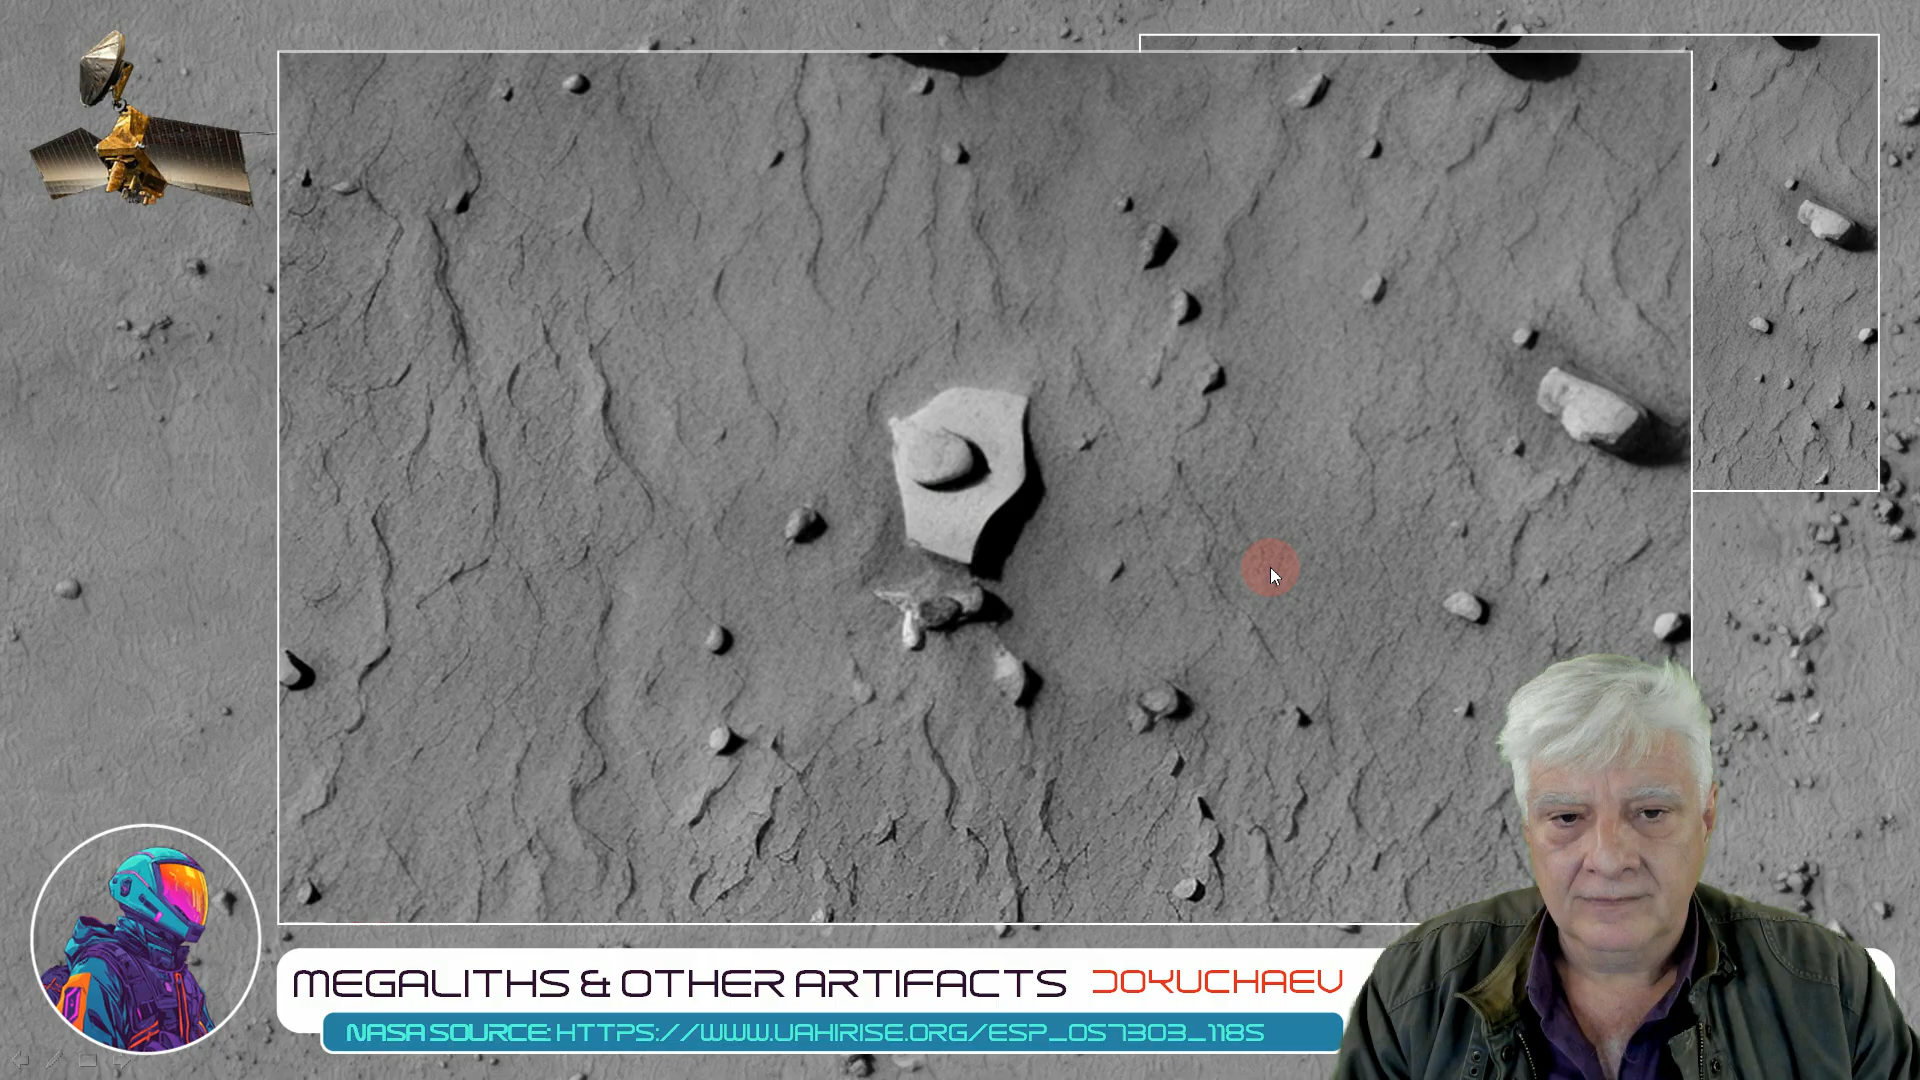 MEGALITHS & OTHER ARTIFACTS DOKUCHAEV
NASA SOURCE: HTTPS://WWW.UAHIRISE.ORG/ESP_057303_1185